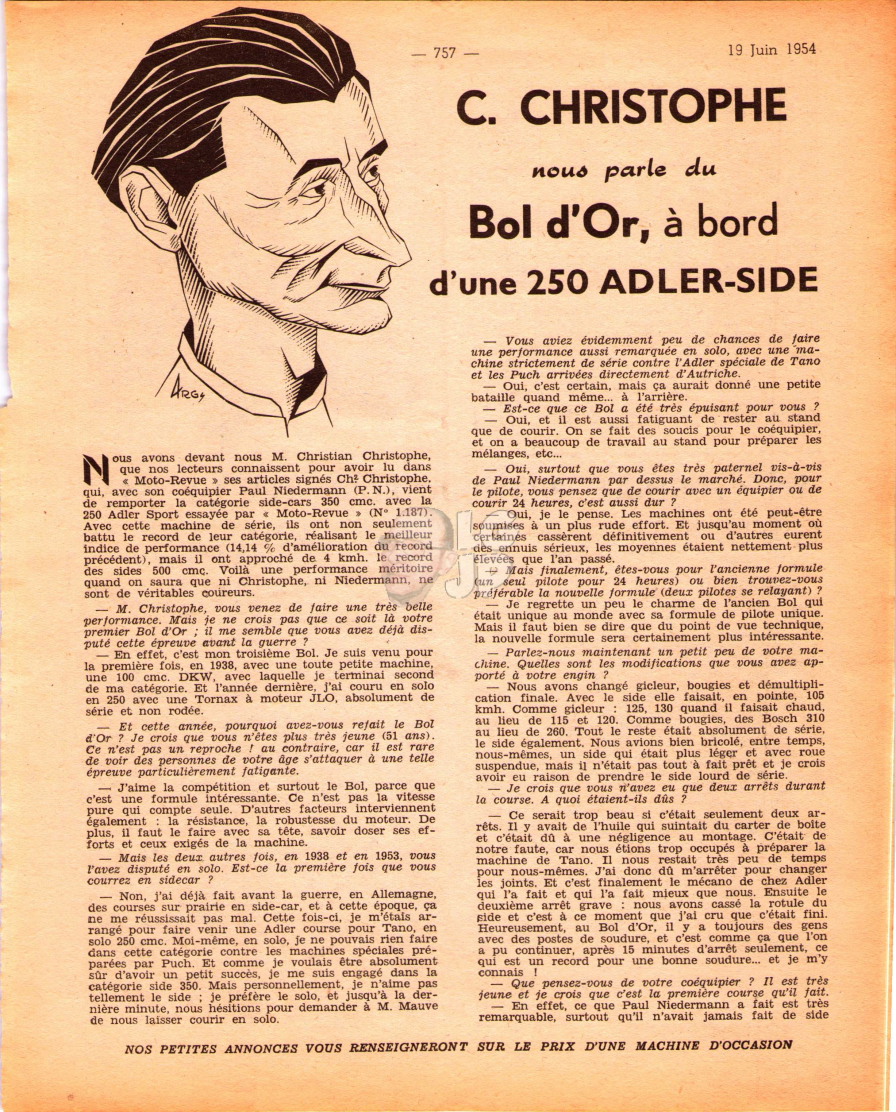 — 757 —
19 Juin 1954
C. CHRISTOPHE
nous parle du
Bol d'Or, à bord
d'une 250 ADLER-SIDE
ARGS
Nous avons devant nous M. Christian Christophe,
que nos lecteurs connaissent pour avoir lu dans
« Moto-Revue » ses articles signés Chr Christophe.
qui, avec son coéquipier Paul Niedermann (P.N.), vient
de remporter la catégorie side-cars 350 cmc. avec la
250 Adler Sport essayée par « Moto-Revue » (N° 1.187).
Avec cette machine de série, ils ont non seulement
battu le record de leur catégorie, réalisant le meilleur
indice de performance (14,14 % d'amélioration du record
précédent), mais il ont approché de 4 kmh. le record
des sides 500 cmc. Voilà une performance méritoire
quand on saura que ni Christophe, ni Niedermann, ne
sont de véritables coureurs.
— M. Christophe, vous venez de faire une très belle
performance. Mais je ne crois pas que ce soit là votre
premier Bol d'Or ; il me semble que vous avez déjà dis-
puté cette épreuve avant la guerre ?
— En effet, c'est mon troisième Bol. Je suis venu pour
la première fois, en 1938, avec une toute petite machine,
une 100 cmc. DKW, avec laquelle je terminai second
de ma catégorie. Et l'année dernière, j'ai couru en solo
en 250 avec une Tornax à moteur JLO, absolument de
série et non rodée.
— Et cette année, pourquoi avez-vous refait le Bol
d'Or ? Je crois que vous n'êtes plus très jeune (51 ans).
Ce n'est pas un reproche ! au contraire, car il est rare
de voir des personnes de votre âge s'attaquer à une telle
épreuve particulièrement fatigante.
— J'aime la compétition et surtout le Bol, parce que
c'est une formule intéressante. Ce n'est pas la vitesse
pure qui compte seule. D'autres facteurs interviennent
également : la résistance, la robustesse du moteur. De
plus, il faut le faire avec sa tête, savoir doser ses ef-
forts et ceux exigés de la machine.
— Mais les deux autres fois, en 1938 et en 1953, vous
l'avez disputé en solo. Est-ce la première fois que vous
courrez en sidecar ?
— Non, j'ai déjà fait avant la guerre, en Allemagne,
des courses sur prairie en side-car, et à cette époque, ça
ne me réussissait pas mal. Cette fois-ci, je m'étais ar-
rangé pour faire venir une Adler course pour Tano, en
solo 250 cmc. Moi-même, en solo, je ne pouvais rien faire
dans cette catégorie contre les machines spéciales pré-
parées par Puch. Et comme je voulais être absolument
sûr d'avoir un petit succès, je me suis engagé dans la
catégorie side 350. Mais personnellement, je n'aime pas
tellement le side ; je préfère le solo, et jusqu'à la der-
nière minute, nous hésitions pour demander à M. Mauve
de nous laisser courir en solo.
— Vous aviez évidemment peu de chances de faire
une performance aussi remarquée en solo, avec une ma-
chine strictement de série contre l'Adler spéciale de Tano
et les Puch arrivées directement d'Autriche.
— Oui, c'est certain, mais ça aurait donné une petite
bataille quand même... à l'arrière.
— Est-ce que ce Bol a été très épuisant pour vous ?
— Oui, et il est aussi fatiguant de rester au stand
que de courir. On se fait des soucis pour le coéquipier,
et on a beaucoup de travail au stand pour préparer les
mélanges, etc...
— Oui, surtout que vous êtes très paternel vis-à-vis
de Paul Niedermann par dessus le marché. Donc, pour
le pilote, vous pensez que de courir avec un équipier ou de
courir 24 heures, c'est aussi dur ?
— Oui, je le pense. Les machines ont été peut-être
soumises à un plus rude effort. Et jusqu'au moment où
certaines cassèrent définitivement ou d'autres eurent
des ennuis sérieux, les moyennes étaient nettement plus
élevées que l'an passé.
— Mais finalement, êtes-vous pour l'ancienne formule
(un seul pilote pour 24 heures) ou bien trouvez-vous
préférable la nouvelle formule (deux pilotes se relayant) ?
— Je regrette un peu le charme de l'ancien Bol qui
était unique au monde avec sa formule de pilote unique.
Mais il faut bien se dire que du point de vue technique,
la nouvelle formule sera certainement plus intéressante.
— Parlez-nous maintenant un petit peu de votre ma-
chine. Quelles sont les modifications que vous avez ap-
porté à votre engin ?
— Nous avons changé gicleur, bougies et démultipli-
cation finale. Avec le side elle faisait, en pointe, 105
kmh. Comme gicleur : 125, 130 quand il faisait chaud,
au lieu de 115 et 120. Comme bougies, des Bosch 310
au lieu de 260. Tout le reste était absolument de série,
le side également. Nous avions bien bricolé, entre temps,
nous-mêmes, un side qui était plus léger et avec roue
suspendue, mais il n'était pas tout à fait prêt et je crois
avoir eu raison de prendre le side lourd de série.
— Je crois que vous n'avez eu que deux arrêts durant
la course. A quoi étaient-ils dûs ?
— Ce serait trop beau si c'était seulement deux ar-
rêts. Il y avait de l'huile qui suintait du carter de boîte
et c'était dû à une négligence au montage. C'était de
notre faute, car nous étions trop occupés à préparer la
machine de Tano. Il nous restait très peu de temps
pour nous-mêmes. J'ai donc dû m'arrêter pour changer
les joints. Et c'est finalement le mécano de chez Adler
qui l'a fait et qui l'a fait mieux que nous. Ensuite le
deuxième arrêt grave : nous avons cassé la rotule du
side et c'est à ce moment que j'ai cru que c'était fini.
Heureusement, au Bol d'Or, il y a toujours des gens
avec des postes de soudure, et c'est comme ça que l'on
a pu continuer, après 15 minutes d'arrêt seulement, ce
qui est un record pour une bonne soudure... et je m'y
connais !
— Que pensez-vous de votre coéquipier ? Il est très
jeune et je crois que c'est la première course qu'il fait.
— En effet, ce que Paul Niedermann a fait est très
remarquable, surtout qu'il n'avait jamais fait de side
NOS PETITES ANNONCES VOUS RENSEIGNERONT SUR LE PRIX D'UNE MACHINE D'OCCASION